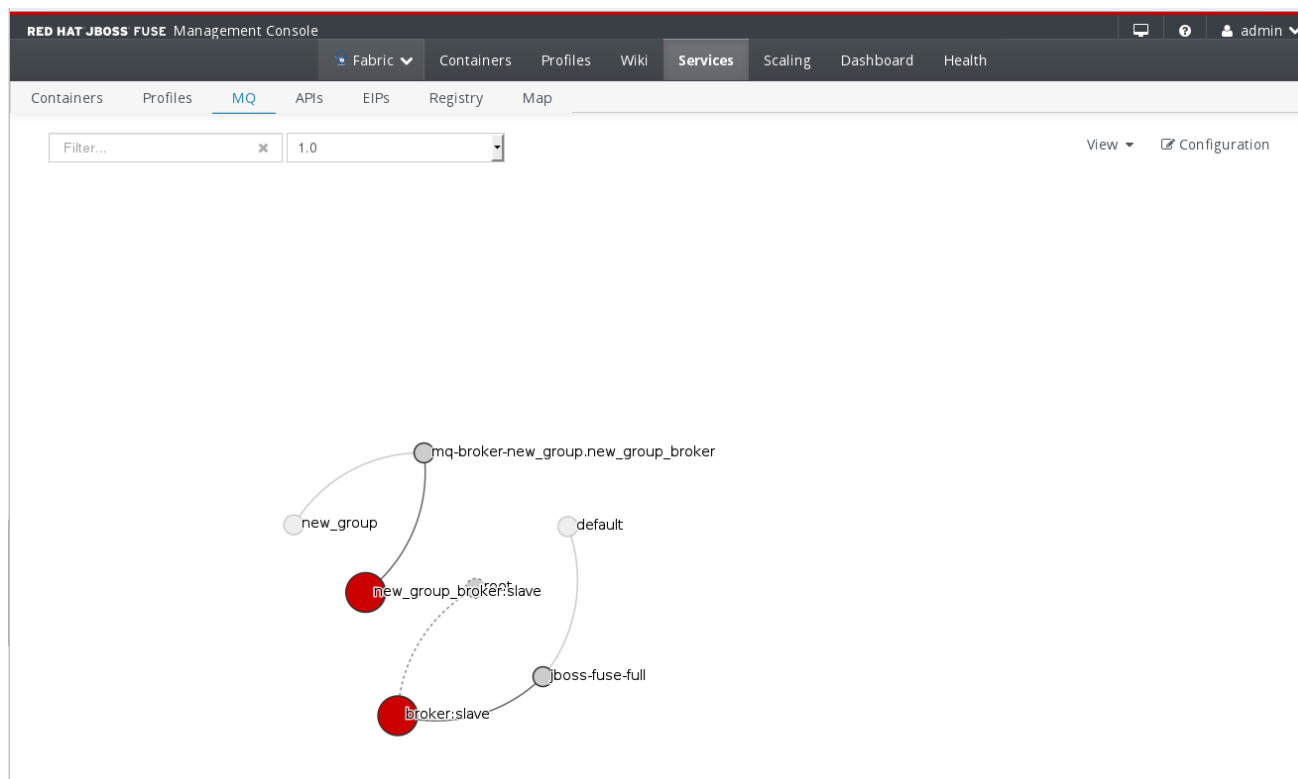 RED HAT JBOSS FUSE Management Console
admin
Fabric Containers Profiles Wiki Services Scaling Dashboard Health
Containers Profiles MQ APIs EIPs Registry Map
Filter... 1.0 View Configuration
mq-broker-new_group.new_group_broker
new_group
default
root
new_group_broker:slave
jboss-fuse-full
broker:slave